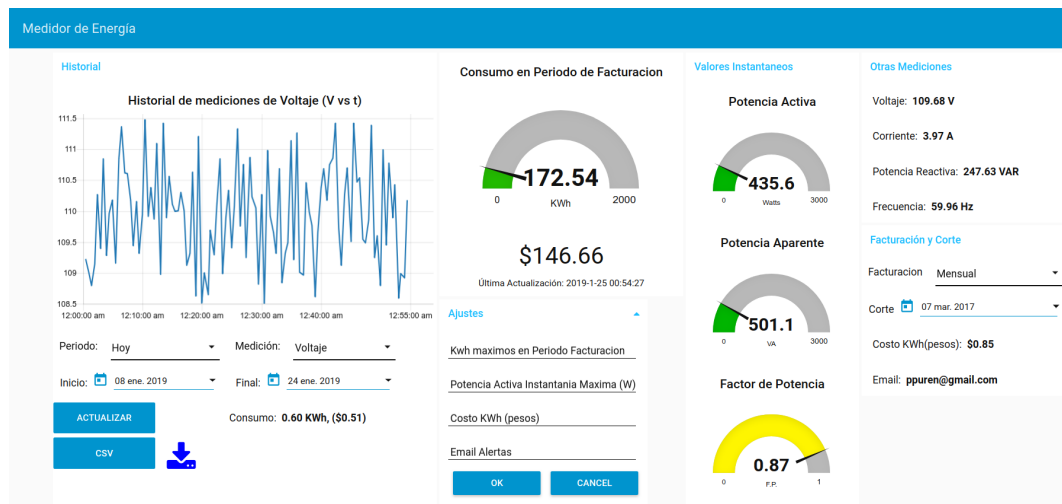 Medidor de Energía
Historial
Historial de mediciones de Voltaje (V vs t)
111.5
111
110.5
110
109.5
109
108.5
12:00:00 am 12:10:00 am 12:20:00 am 12:30:00 am 12:40:00 am 12:55:00 am
Periodo: Hoy Medición: Voltaje
Inicio: 08 ene. 2019 Final: 24 ene. 2019
ACTUALIZAR Consumo: 0.60 KWh, ($0.51)
CSV
Consumo en Periodo de Facturacion
172.54
0 KWh 2000
$146.66
Última Actualización: 2019-1-25 00:54:27
Ajustes
Kwh maximos en Periodo Facturacion
Potencia Activa Instantania Maxima (W)
Costo KWh (pesos)
Email Alertas
OK CANCEL
Valores Instantaneos
Potencia Activa
435.6
0 Watts 3000
Potencia Aparente
501.1
0 VA 3000
Factor de Potencia
0.87
0 F.P. 1
Otras Mediciones
Voltaje: 109.68 V
Corriente: 3.97 A
Potencia Reactiva: 247.63 VAR
Frecuencia: 59.96 Hz
Facturación y Corte
Facturacion Mensual
Corte 07 mar. 2017
Costo KWh(pesos): $0.85
Email: ppuren@gmail.com